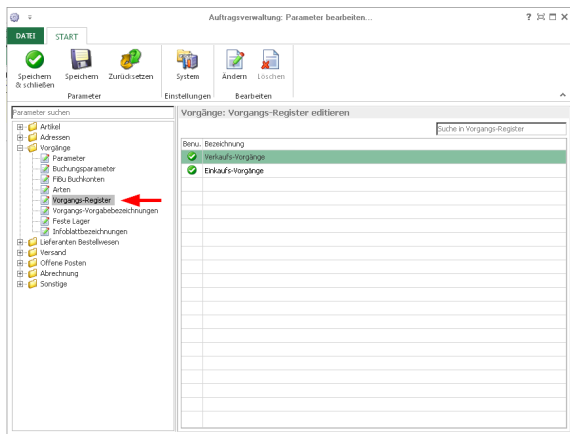 Auftragsverwaltung: Parameter bearbeiten...
DATEI START
Speichern & schließen
Speichern
Zurücksetzen
System
Ändern
Löschen
Parameter
Einstellungen
Bearbeiten
Parameter suchen
Artikel
Adressen
Vorgänge
Parameter
Buchungsparameter
FiBu Buchkonten
Arten
Vorgangs-Register
Vorgangs-Vorgabebezeichnungen
Feste Lager
Infoblattbezeichnungen
Lieferanten Bestellwesen
Versand
Offene Posten
Abrechnung
Sonstige
Vorgänge: Vorgangs-Register editieren
Suche in Vorgangs-Register
Benu. Bezeichnung
Verkaufs-Vorgänge
Einkaufs-Vorgänge